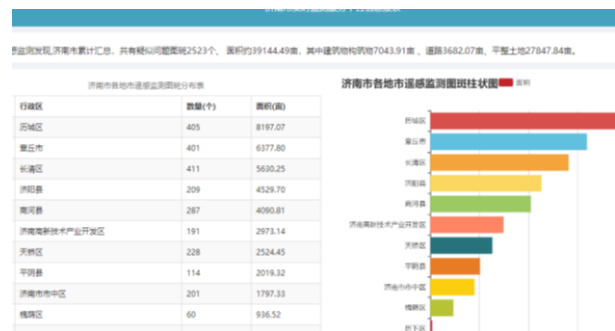 感监测发现,济南市累计汇总，共有疑似问题图斑2523个、 面积约39144.49亩，其中建筑物构筑物7043.91亩 、道路3682.07亩、平整土地27847.84亩。
济南市各地市遥感监测图斑分布表
行政区 数量(个) 面积(亩)
历城区 405 8197.07
章丘市 401 6377.80
长清区 411 5630.25
济阳县 209 4529.70
商河县 287 4090.81
济南高新技术产业开发区 191 2973.14
天桥区 228 2524.45
平阴县 114 2019.32
济南市市中区 201 1797.33
槐荫区 60 936.52
济南市各地市遥感监测图斑柱状图 面积
历城区
章丘市
长清区
济阳县
商河县
济南高新技术产业开发区
天桥区
平阴县
济南市市中区
槐荫区
历下区